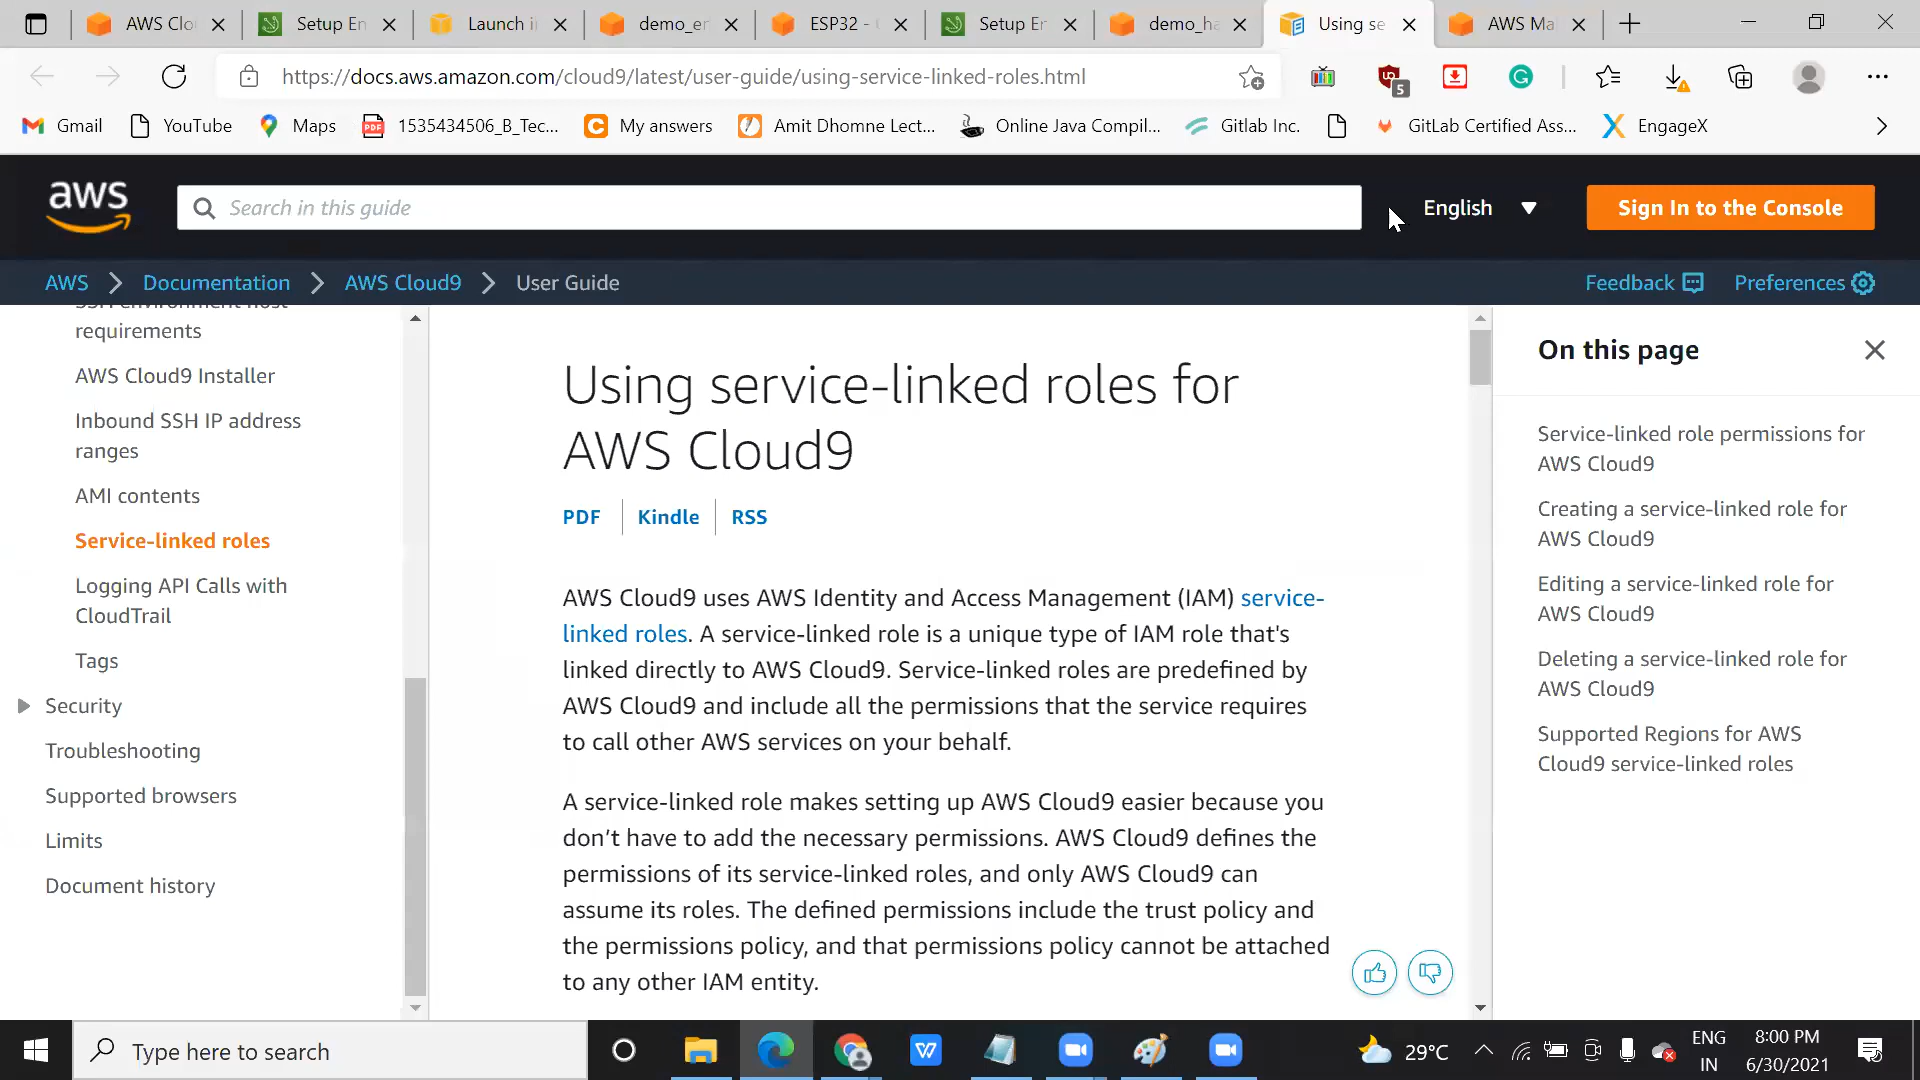 AWS Clo
Setup En
Launch i
demo_en
ESP32 -
Setup En
demo_ha
Using se
AWS Ma
https://docs.aws.amazon.com/cloud9/latest/user-guide/using-service-linked-roles.html
5
Gmail
YouTube
Maps
1535434506_B_Tec...
My answers
Amit Dhomne Lect...
Online Java Compil...
Gitlab Inc.
GitLab Certified Ass...
EngageX
aws
Search in this guide
English
Sign In to the Console
AWS
Documentation
AWS Cloud9
User Guide
Feedback
Preferences
SSH environment host
requirements
AWS Cloud9 Installer
Inbound SSH IP address
ranges
AMI contents
Service-linked roles
Logging API Calls with
CloudTrail
Tags
Security
Troubleshooting
Supported browsers
Limits
Document history
Using service-linked roles for
AWS Cloud9
PDF
Kindle
RSS
AWS Cloud9 uses AWS Identity and Access Management (IAM) service-
linked roles. A service-linked role is a unique type of IAM role that's
linked directly to AWS Cloud9. Service-linked roles are predefined by
AWS Cloud9 and include all the permissions that the service requires
to call other AWS services on your behalf.
A service-linked role makes setting up AWS Cloud9 easier because you
don’t have to add the necessary permissions. AWS Cloud9 defines the
permissions of its service-linked roles, and only AWS Cloud9 can
assume its roles. The defined permissions include the trust policy and
the permissions policy, and that permissions policy cannot be attached
to any other IAM entity.
On this page
Service-linked role permissions for
AWS Cloud9
Creating a service-linked role for
AWS Cloud9
Editing a service-linked role for
AWS Cloud9
Deleting a service-linked role for
AWS Cloud9
Supported Regions for AWS
Cloud9 service-linked roles
Type here to search
29°C
ENG
IN
8:00 PM
6/30/2021